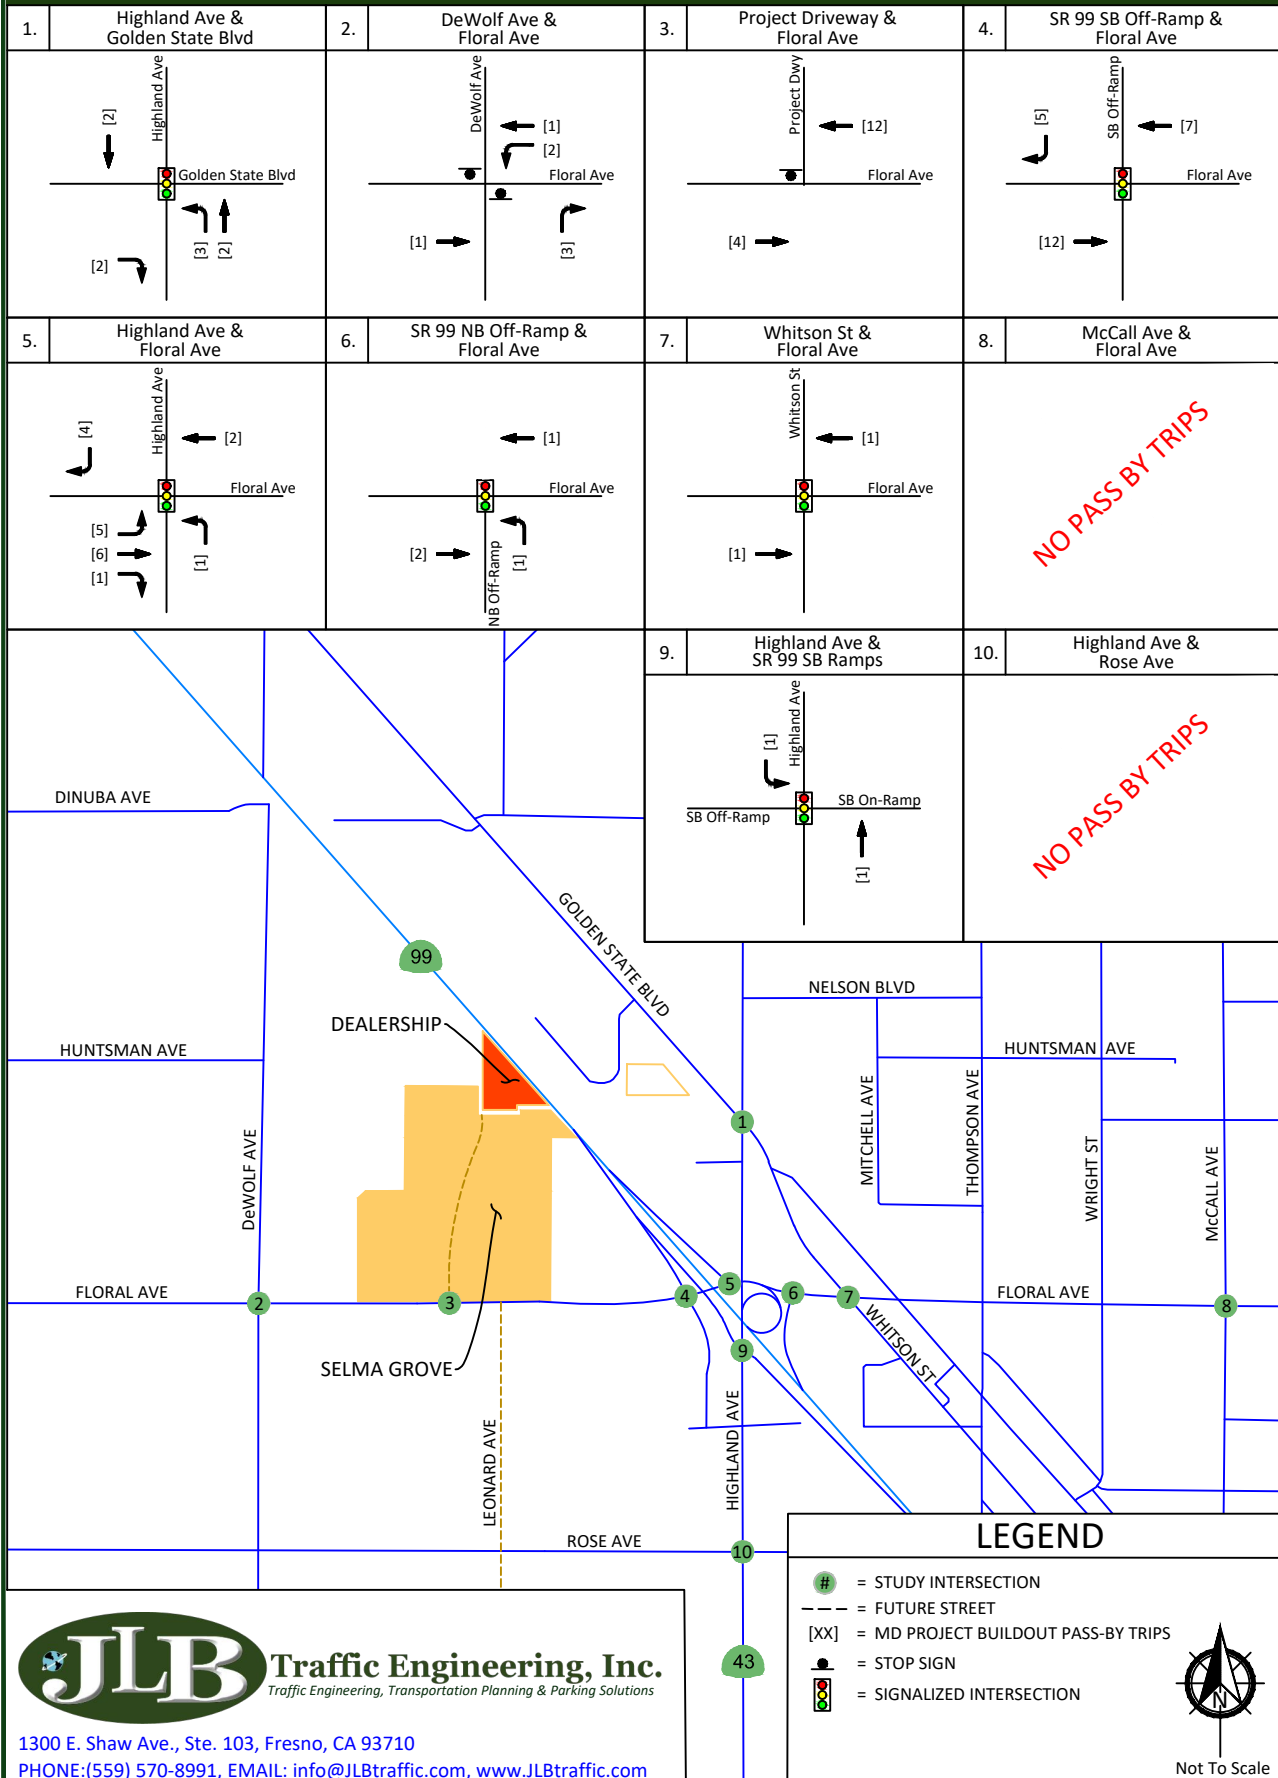 1.
Highland Ave &
Golden State Blvd
[2]
Highland Ave
Golden State Blvd
[3]
[2]
[2]
2.
DeWolf Ave &
Floral Ave
DeWolf Ave
[1]
[2]
Floral Ave
[1]
[3]
3.
Project Driveway &
Floral Ave
Project Dwy
[12]
Floral Ave
[4]
4.
SR 99 SB Off-Ramp &
Floral Ave
[5]
SB Off-Ramp
[7]
Floral Ave
[12]
5.
Highland Ave &
Floral Ave
[4]
Highland Ave
[2]
Floral Ave
[5]
[6]
[1]
[1]
6.
SR 99 NB Off-Ramp &
Floral Ave
[1]
Floral Ave
[2]
NB Off-Ramp
[1]
7.
Whitson St &
Floral Ave
Whitson St
[1]
Floral Ave
[1]
8.
McCall Ave &
Floral Ave
NO PASS BY TRIPS
9.
Highland Ave &
SR 99 SB Ramps
[1]
Highland Ave
SB On-Ramp
SB Off-Ramp
[1]
10.
Highland Ave &
Rose Ave
NO PASS BY TRIPS
DINUBA AVE
GOLDEN STATE BLVD
99
NELSON BLVD
DEALERSHIP
HUNTSMAN AVE
HUNTSMAN AVE
1
MITCHELL AVE
THOMPSON AVE
WRIGHT ST
McCALL AVE
DeWOLF AVE
FLORAL AVE
2
3
4
5
6
7
FLORAL AVE
8
WHITSON ST
9
SELMA GROVE
LEONARD AVE
HIGHLAND AVE
ROSE AVE
10
43
LEGEND
# = STUDY INTERSECTION
= FUTURE STREET
[XX] = MD PROJECT BUILDOUT PASS-BY TRIPS
= STOP SIGN
= SIGNALIZED INTERSECTION
N
Not To Scale
JLB Traffic Engineering, Inc.
Traffic Engineering, Transportation Planning & Parking Solutions
1300 E. Shaw Ave., Ste. 103, Fresno, CA 93710
PHONE:(559) 570-8991, EMAIL: info@JLBtraffic.com, www.JLBtraffic.com